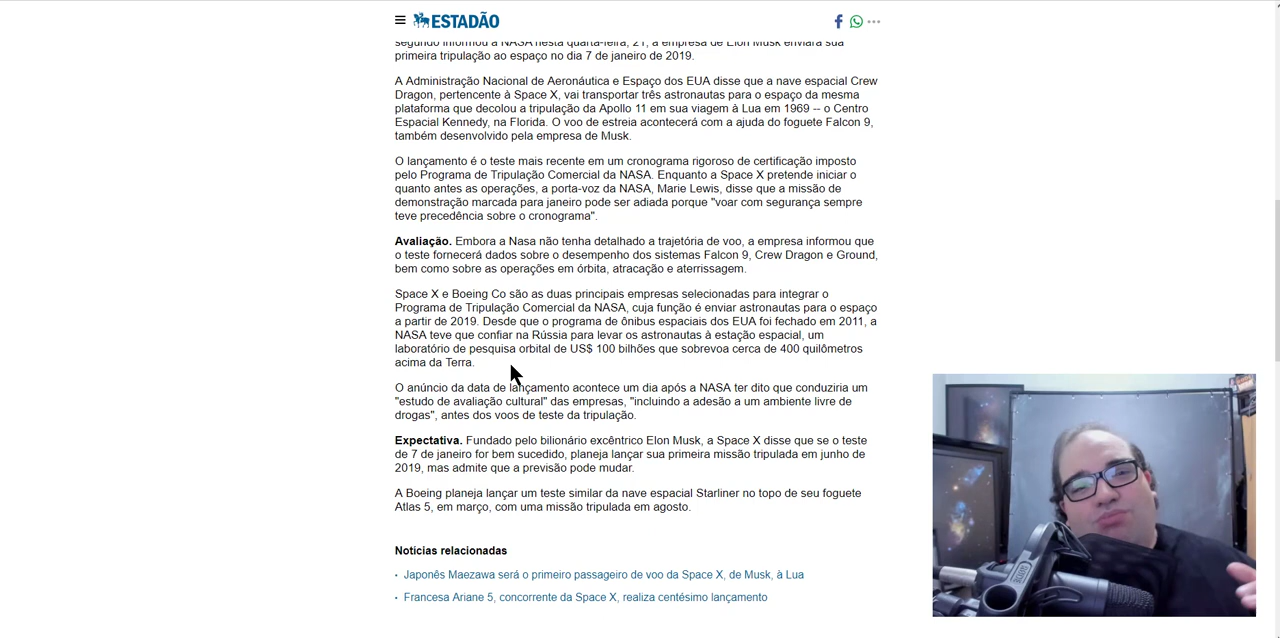 ESTADÃO
segundo informou a NASA nesta quarta-feira, 21, a empresa de Elon Musk enviará sua
primeira tripulação ao espaço no dia 7 de janeiro de 2019.
A Administração Nacional de Aeronáutica e Espaço dos EUA disse que a nave espacial Crew
Dragon, pertencente à Space X, vai transportar três astronautas para o espaço da mesma
plataforma que decolou a tripulação da Apollo 11 em sua viagem à Lua em 1969 -- o Centro
Espacial Kennedy, na Florida. O voo de estreia acontecerá com a ajuda do foguete Falcon 9,
também desenvolvido pela empresa de Musk.
O lançamento é o teste mais recente em um cronograma rigoroso de certificação imposto
pelo Programa de Tripulação Comercial da NASA. Enquanto a Space X pretende iniciar o
quanto antes as operações, a porta-voz da NASA, Marie Lewis, disse que a missão de
demonstração marcada para janeiro pode ser adiada porque "voar com segurança sempre
teve precedência sobre o cronograma".
Avaliação. Embora a Nasa não tenha detalhado a trajetória de voo, a empresa informou que
o teste fornecerá dados sobre o desempenho dos sistemas Falcon 9, Crew Dragon e Ground,
bem como sobre as operações em órbita, atracação e aterrissagem.
Space X e Boeing Co são as duas principais empresas selecionadas para integrar o
Programa de Tripulação Comercial da NASA, cuja função é enviar astronautas para o espaço
a partir de 2019. Desde que o programa de ônibus espaciais dos EUA foi fechado em 2011, a
NASA teve que confiar na Rússia para levar os astronautas à estação espacial, um
laboratório de pesquisa orbital de US$ 100 bilhões que sobrevoa cerca de 400 quilômetros
acima da Terra.
O anúncio da data de lançamento acontece um dia após a NASA ter dito que conduziria um
"estudo de avaliação cultural" das empresas, "incluindo a adesão a um ambiente livre de
drogas", antes dos voos de teste da tripulação.
Expectativa. Fundado pelo bilionário excêntrico Elon Musk, a Space X disse que se o teste
de 7 de janeiro for bem sucedido, planeja lançar sua primeira missão tripulada em junho de
2019, mas admite que a previsão pode mudar.
A Boeing planeja lançar um teste similar da nave espacial Starliner no topo de seu foguete
Atlas 5, em março, com uma missão tripulada em agosto.
Noticias relacionadas
Japonês Maezawa será o primeiro passageiro de voo da Space X, de Musk, à Lua
Francesa Ariane 5, concorrente da Space X, realiza centésimo lançamento
RØDE